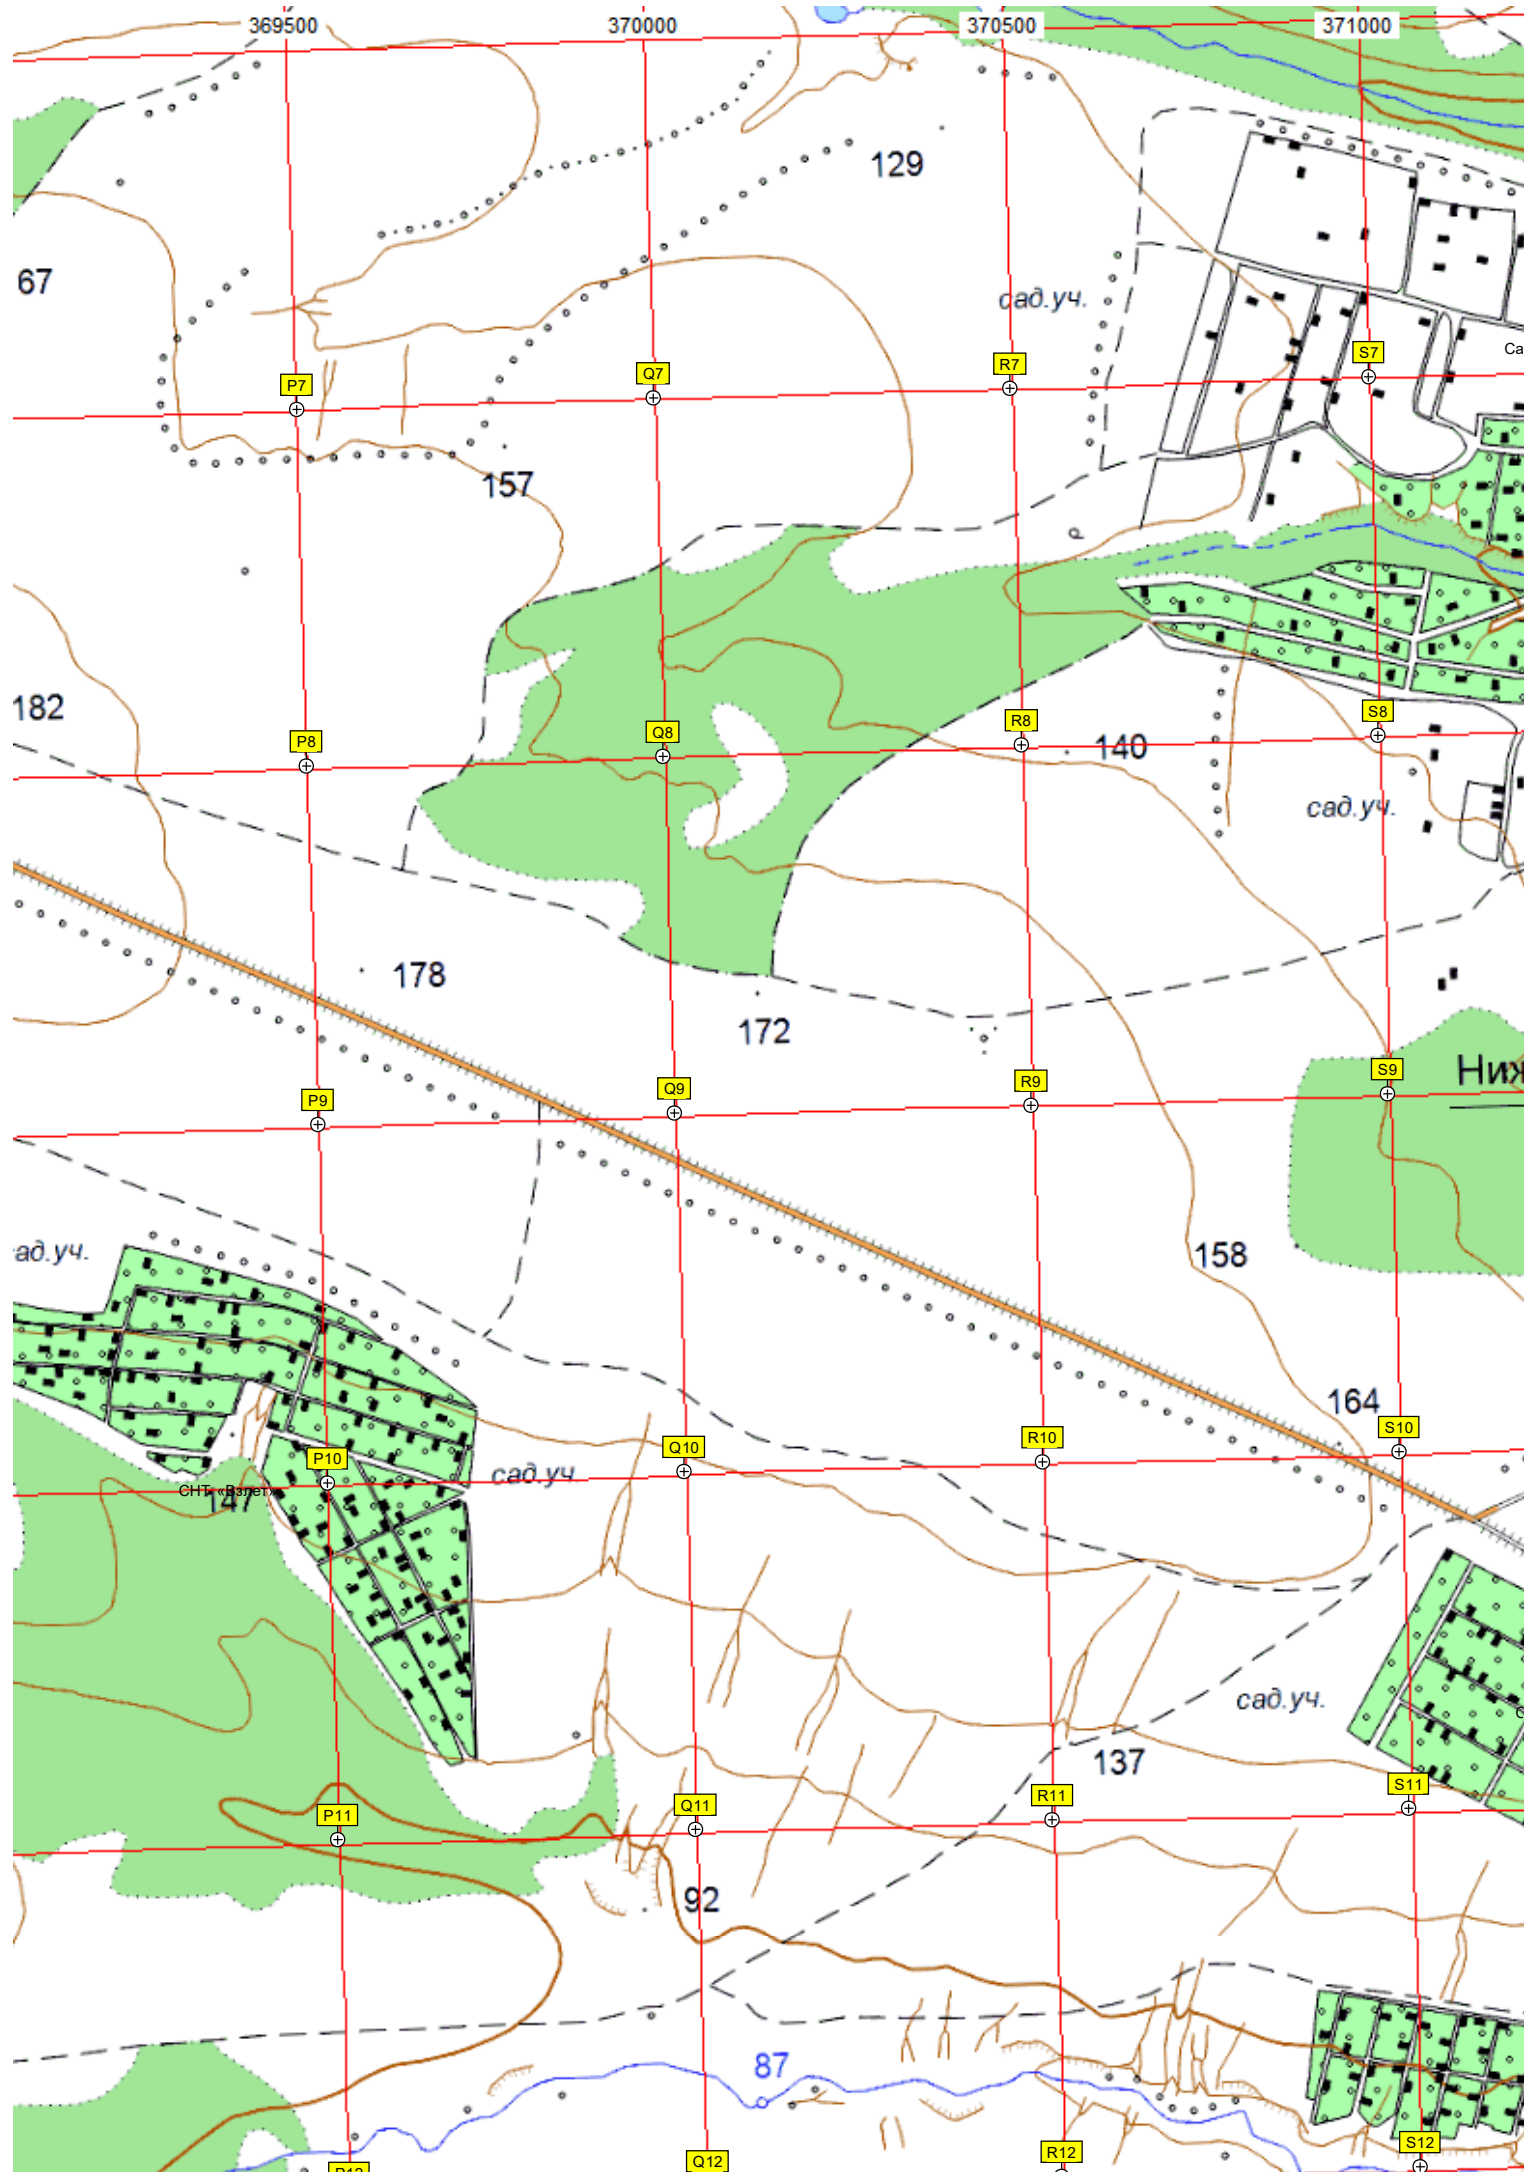 369500 370000 370500 371000
129
67
сад.уч.
S7
R7
Q7
P7
157
182
S8
R8
Q8
P8
140
сад.уч.
178
172
S9
Ниж
R9
Q9
P9
ад.уч.
158
164
S10
R10
Q10
P10
сад.уч
СНТ «Взлет»
147
сад.уч.
137
S11
R11
Q11
P11
92
87
S12
R12
Q12